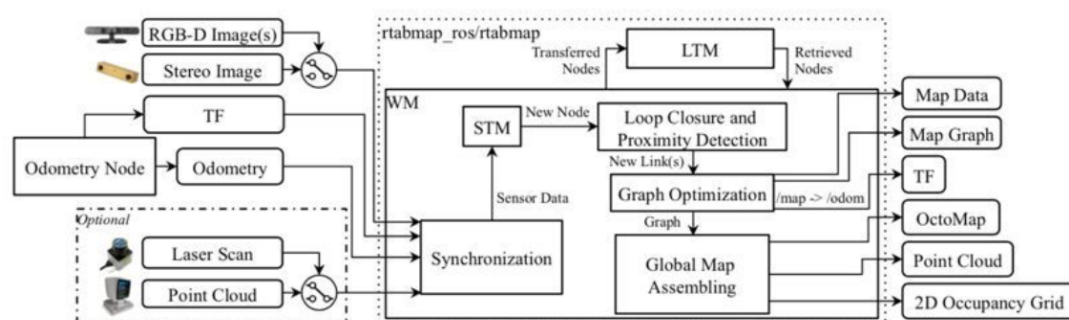 RGB-D Image(s)
Stereo Image
TF
Odometry Node
Odometry
Optional
Laser Scan
Point Cloud
rtabmap_ros/rtabmap
Transferred
Nodes
LTM
Retrieved
Nodes
WM
STM
New Node
Loop Closure and
Proximity Detection
New Link(s)
Graph Optimization
/map -> /odom
Sensor Data
Graph
Synchronization
Global Map
Assembling
Map Data
Map Graph
TF
OctoMap
Point Cloud
2D Occupancy Grid